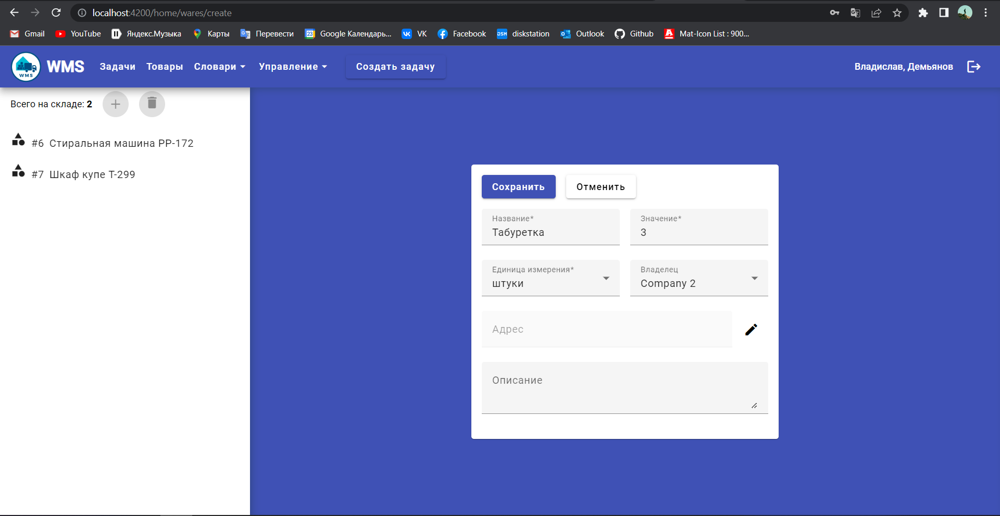 localhost:4200/home/wares/create
Gmail YouTube Яндекс.Музыка Карты Перевести 23 Google Календарь... VK Facebook DSM diskstation Outlook Github Mat-Icon List : 900...
WMS WMS Задачи Товары Словари Управление Создать задачу Владислав, Демьянов
Всего на складе: 2
#6 Стиральная машина PP-172
#7 Шкаф купе Т-299
Сохранить Отменить
Название* Значение*
Табуретка 3
Единица измерения* Владелец
штуки Company 2
Адрес
Описание